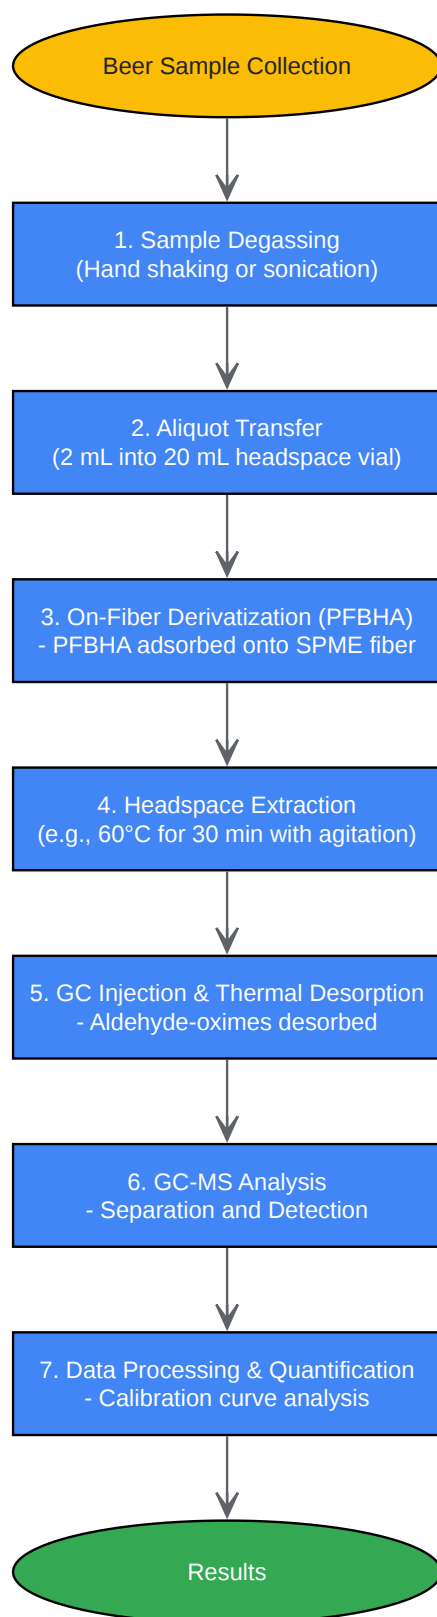 Beer Sample Collection
1. Sample Degassing
(Hand shaking or sonication)
2. Aliquot Transfer
(2 mL into 20 mL headspace vial)
3. On-Fiber Derivatization (PFBHA)
- PFBHA adsorbed onto SPME fiber
4. Headspace Extraction
(e.g., 60°C for 30 min with agitation)
5. GC Injection & Thermal Desorption
- Aldehyde-oximes desorbed
6. GC-MS Analysis
- Separation and Detection
7. Data Processing & Quantification
- Calibration curve analysis
Results